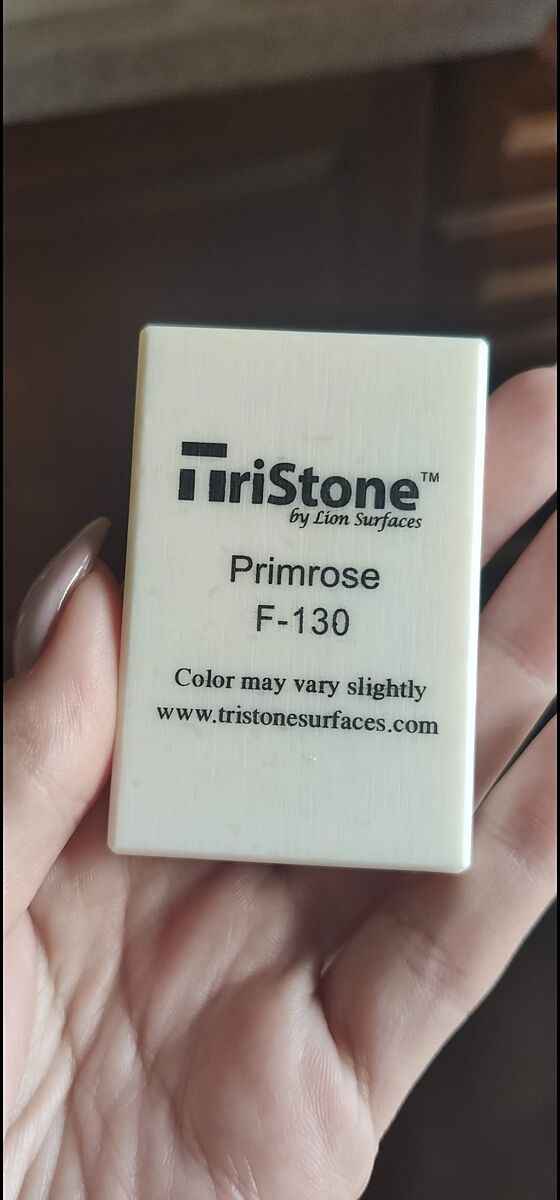 TriStone™
by Lion Surfaces
Primrose
F-130
Color may vary slightly
www.tristonesurfaces.com